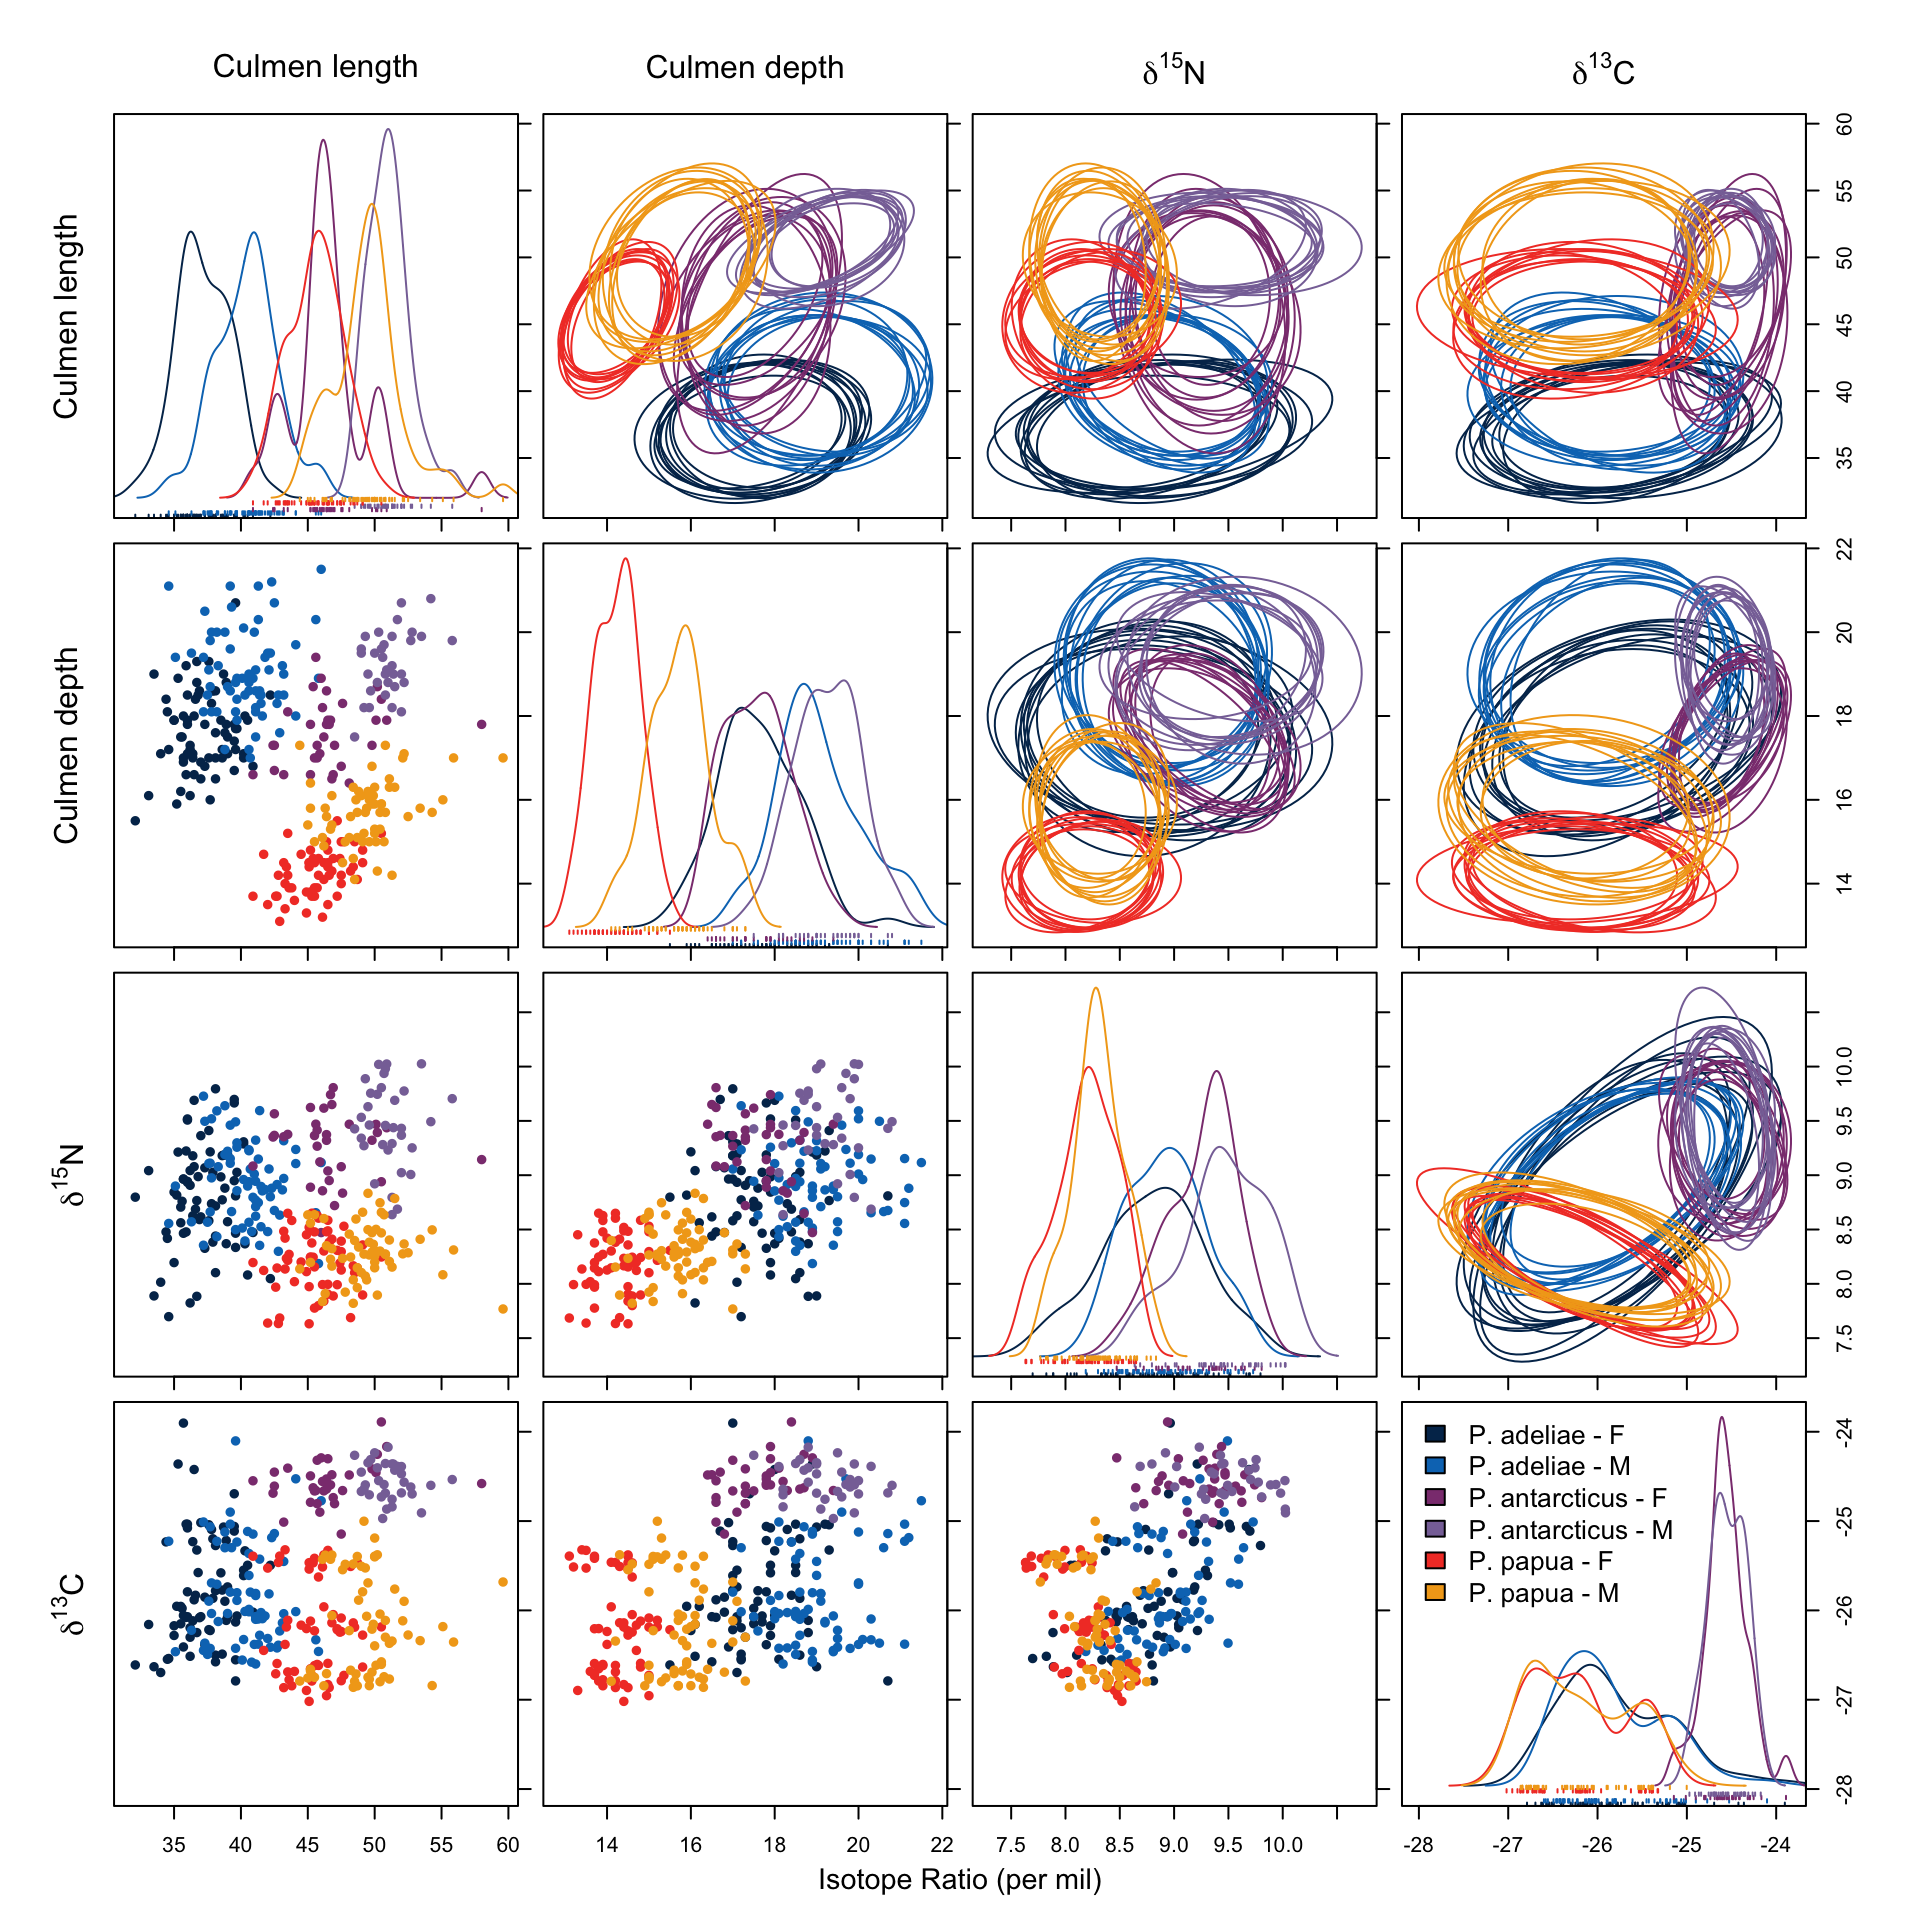 Culmen length Culmen depth δ15N δ13C
Culmen length
60
55
50
45
40
35
Culmen depth
22
20
18
16
14
δ15N
10.0
9.5
9.0
8.5
8.0
7.5
δ13C
P. adeliae - F
P. adeliae - M
P. antarcticus - F
P. antarcticus - M
P. papua - F
P. papua - M
-24
-25
-26
-27
-28
35 40 45 50 55 60 14 16 18 20 22 7.5 8.0 8.5 9.0 9.5 10.0 -28 -27 -26 -25 -24
Isotope Ratio (per mil)